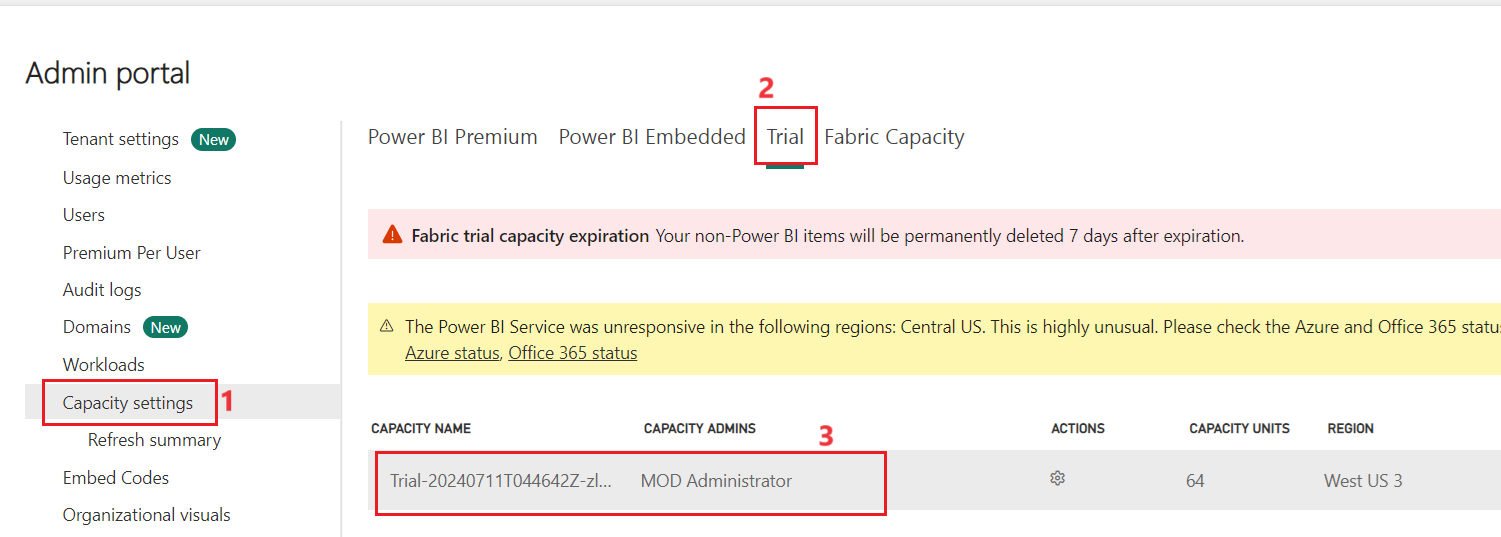 Admin portal
Tenant settings New
Usage metrics
Users
Premium Per User
Audit logs
Domains New
Workloads
Capacity settings 1
Refresh summary
Embed Codes
Organizational visuals
2
Power BI Premium Power BI Embedded Trial Fabric Capacity
Fabric trial capacity expiration Your non-Power BI items will be permanently deleted 7 days after expiration.
The Power BI Service was unresponsive in the following regions: Central US. This is highly unusual. Please check the Azure and Office 365 statu
Azure status, Office 365 status
CAPACITY NAME CAPACITY ADMINS 3 ACTIONS CAPACITY UNITS REGION
Trial-20240711T044642Z-zl... MOD Administrator 64 West US 3